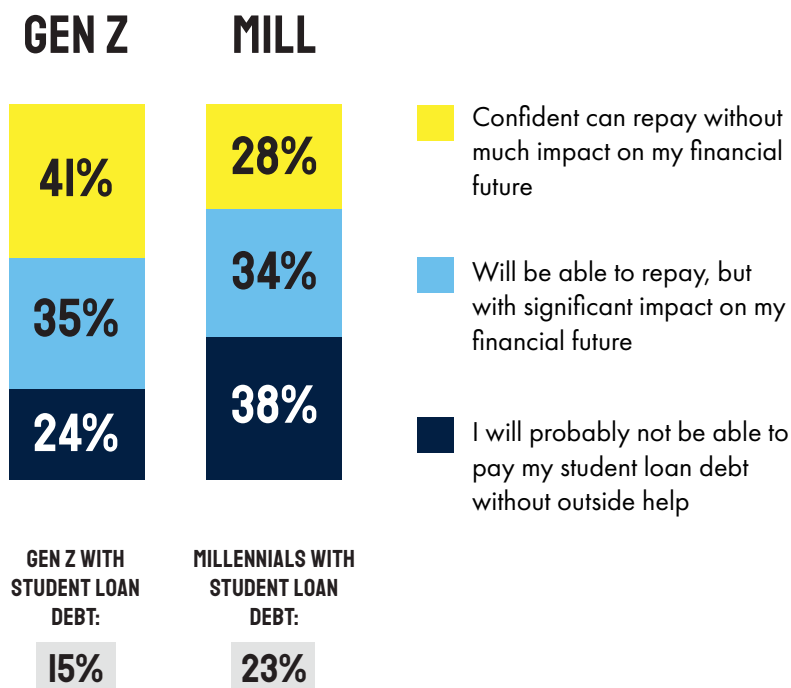 GEN Z
MILL
41%
35%
24%
28%
34%
38%
Confident can repay without
much impact on my financial
future
Will be able to repay, but
with significant impact on my
financial future
I will probably not be able to
pay my student loan debt
without outside help
GEN Z WITH
STUDENT LOAN
DEBT:
15%
MILLENNIALS WITH
STUDENT LOAN
DEBT:
23%